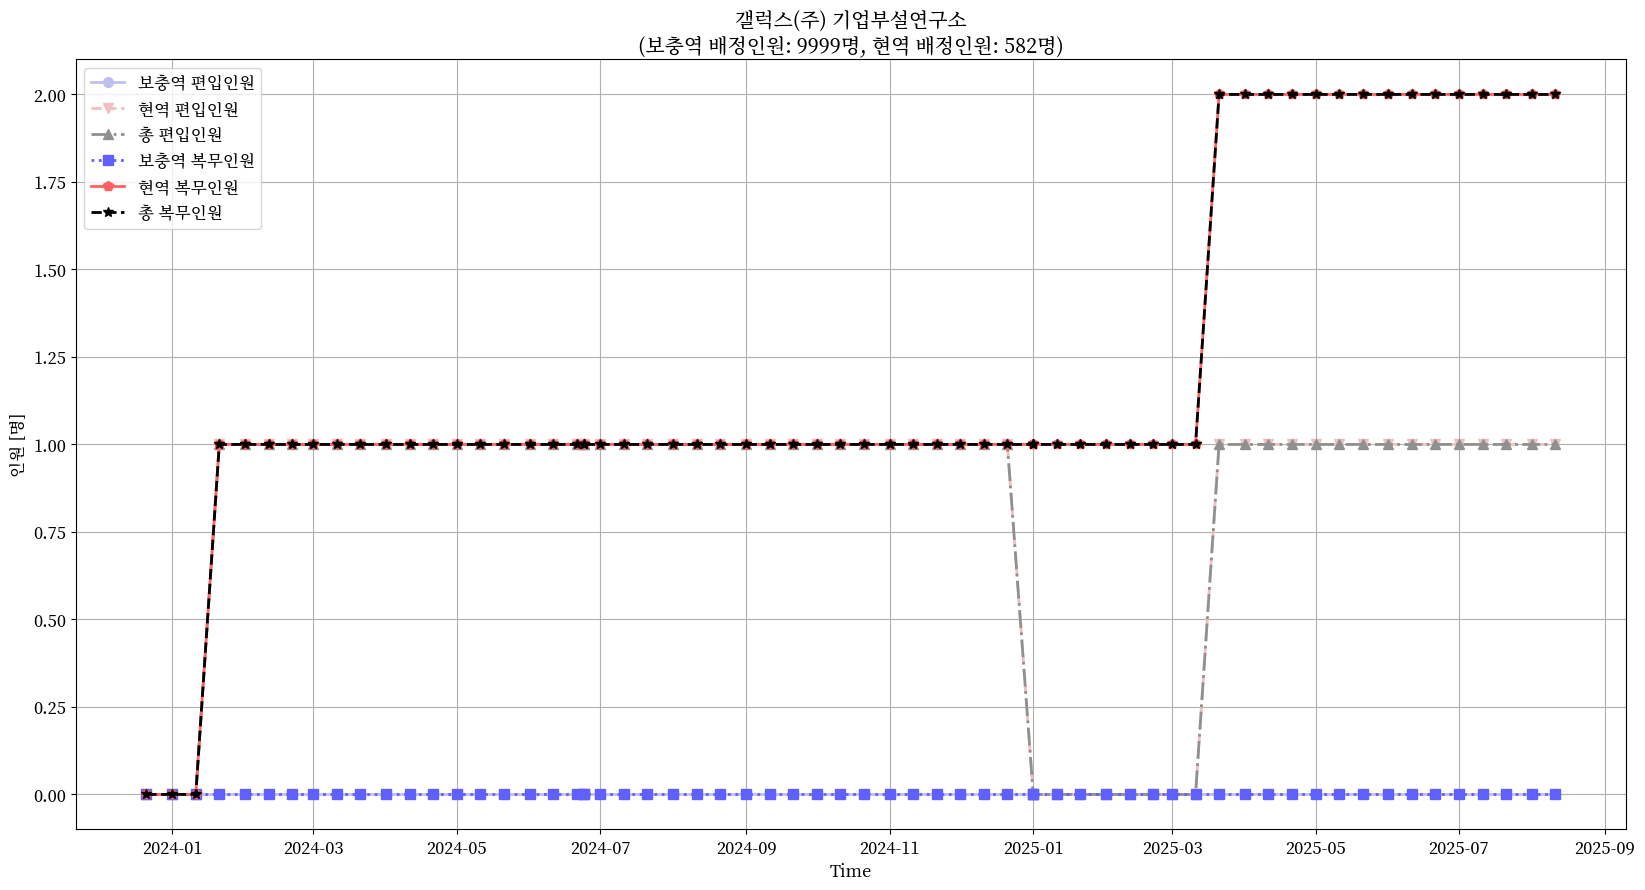 갤럭스(주) 기업부설연구소
(보충역 배정인원: 9999명, 현역 배정인원: 582명)
보충역 편입인원
현역 편입인원
총 편입인원
보충역 복무인원
현역 복무인원
총 복무인원
인원 [명]
2.00
1.75
1.50
1.25
1.00
0.75
0.50
0.25
0.00
2024-01 2024-03 2024-05 2024-07 2024-09 2024-11 2025-01 2025-03 2025-05 2025-07 2025-09
Time